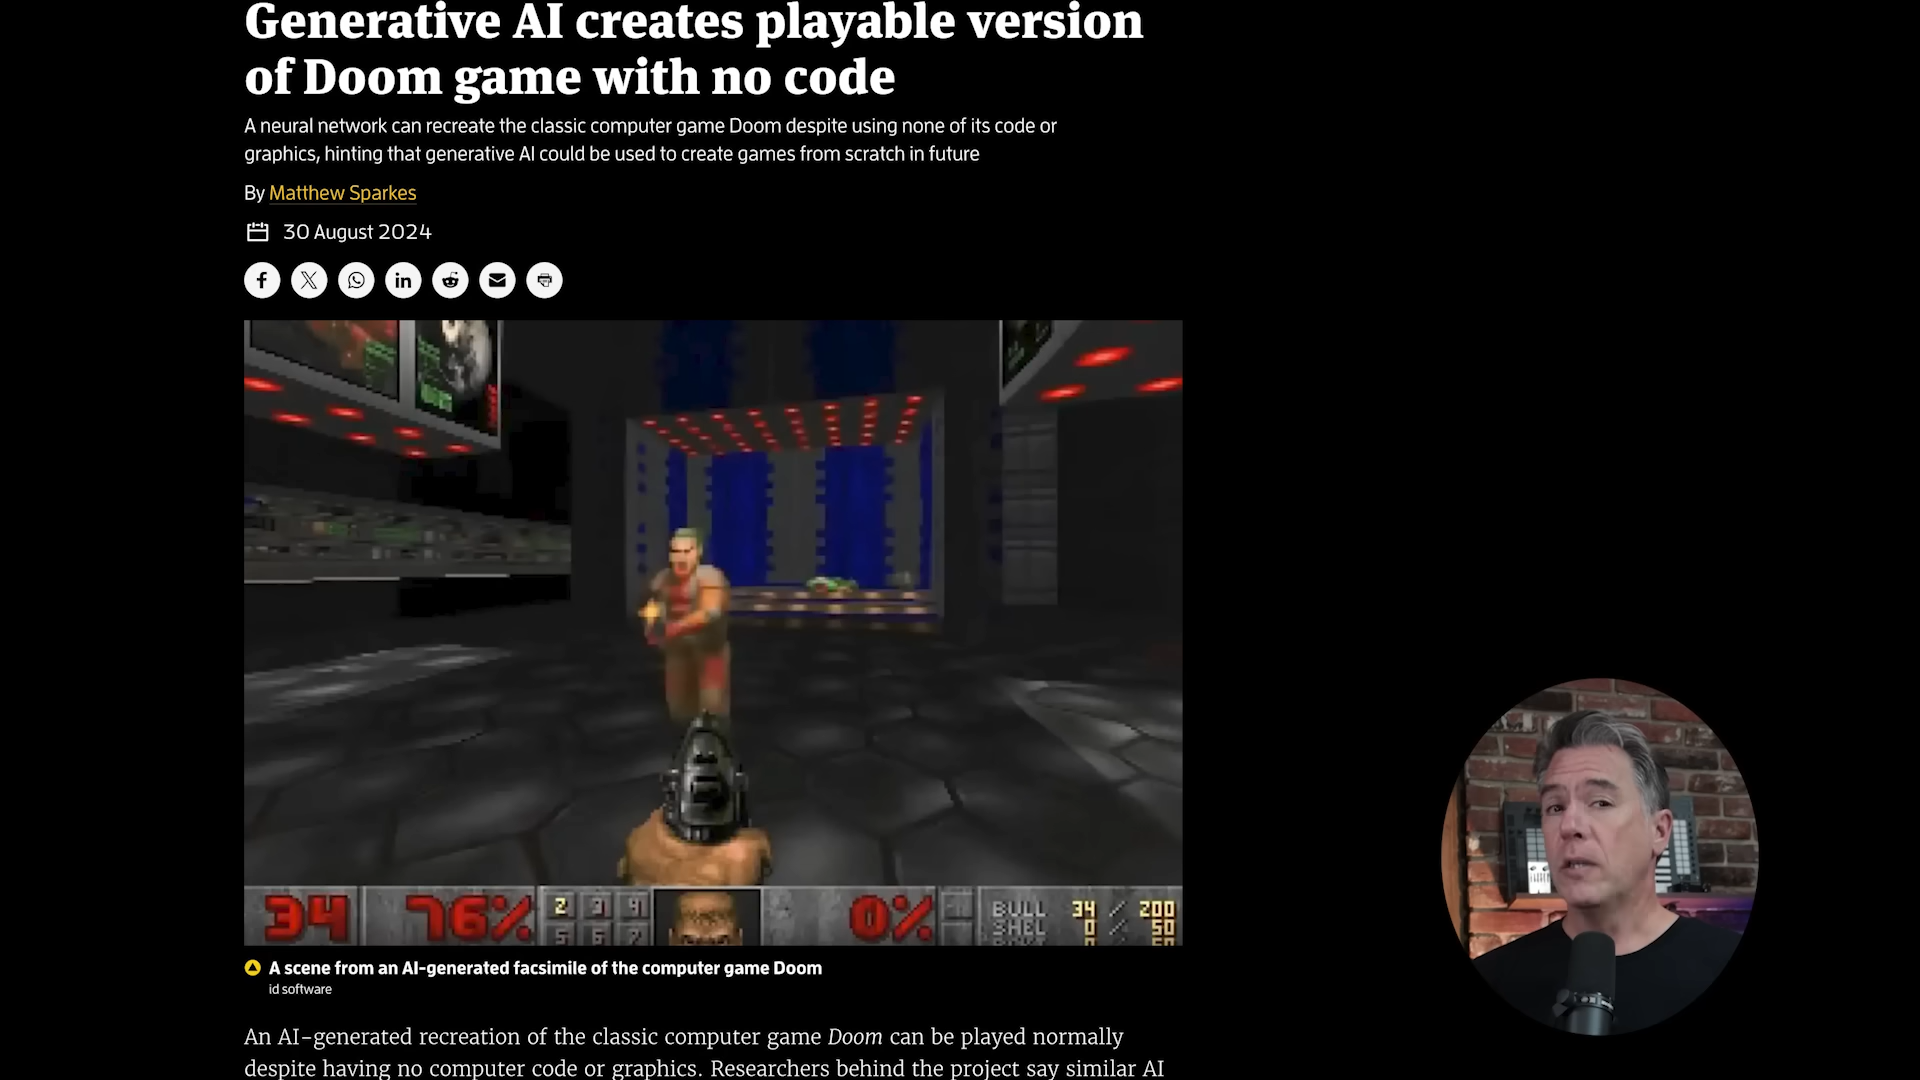 Generative AI creates playable version
of Doom game with no code
A neural network can recreate the classic computer game Doom despite using none of its code or
graphics, hinting that generative AI could be used to create games from scratch in future
By Matthew Sparkes
30 August 2024
34 76% 2 3 4 0% BULL 34 / 200
5 6 7 SHEL 0 / 50
A scene from an AI-generated facsimile of the computer game Doom
id software
An AI-generated recreation of the classic computer game Doom can be played normally
despite having no computer code or graphics. Researchers behind the project say similar AI